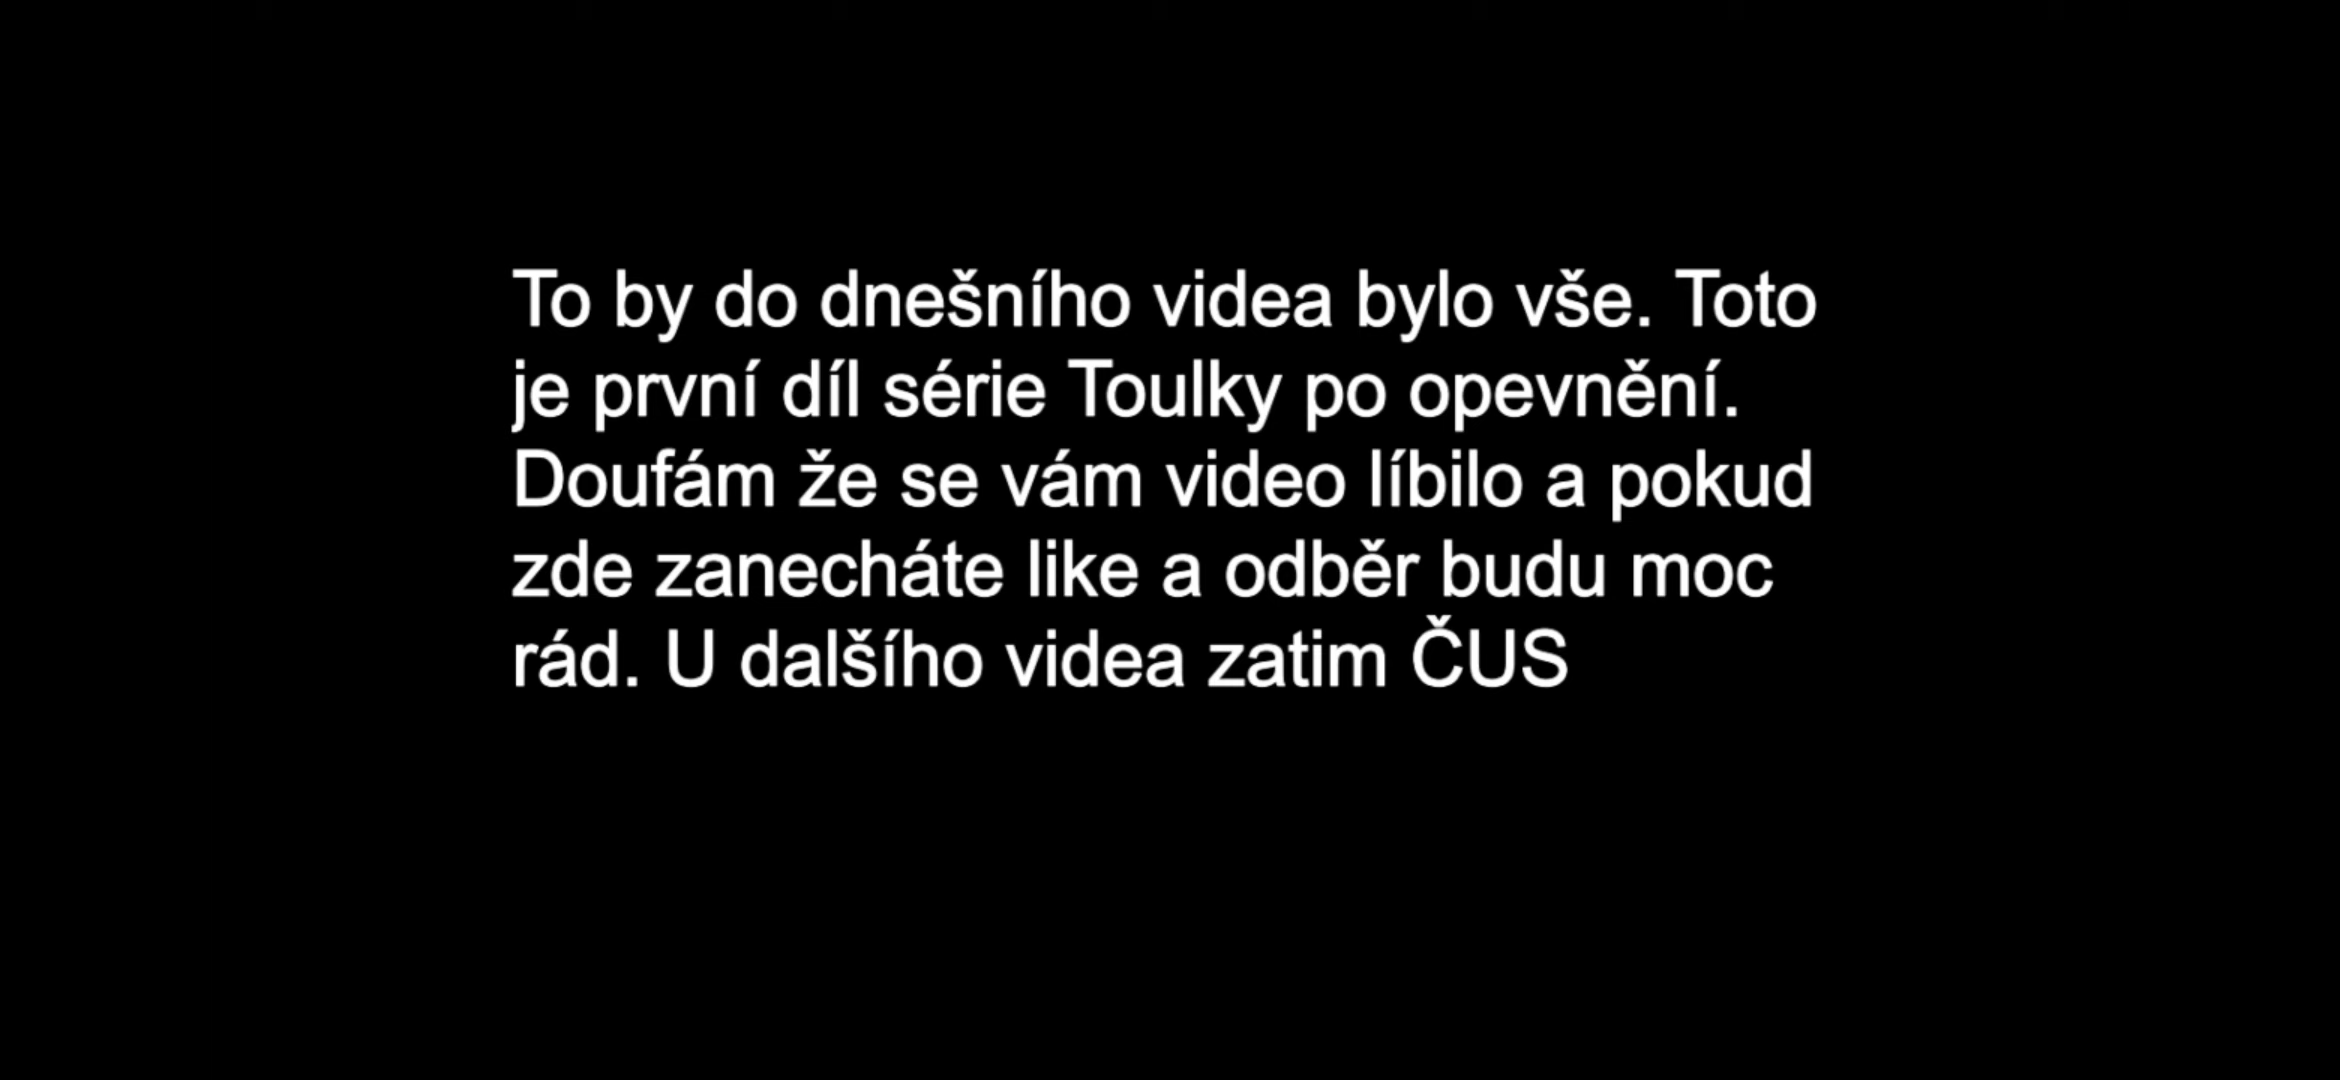 To by do dnešního videa bylo vše. Toto
je první díl série Toulky po opevnění.
Doufám že se vám video líbilo a pokud
zde zanecháte like a odběr budu moc
rád. U dalšího videa zatim ČUS